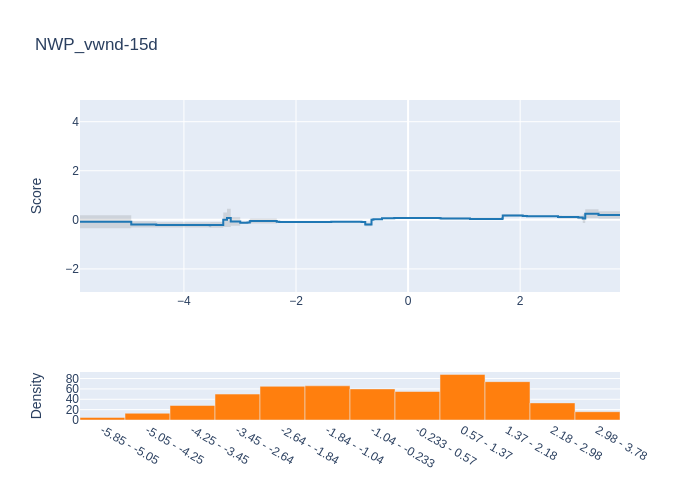 NWP_vwnd-15d
Score
4
2
0
−2
−4
−2
0
2
Density
80
60
40
20
0
-5.85 - -5.05
-5.05 - -4.25
-4.25 - -3.45
-3.45 - -2.64
-2.64 - -1.84
-1.84 - -1.04
-1.04 - -0.233
-0.233 - 0.57
0.57 - 1.37
1.37 - 2.18
2.18 - 2.98
2.98 - 3.78